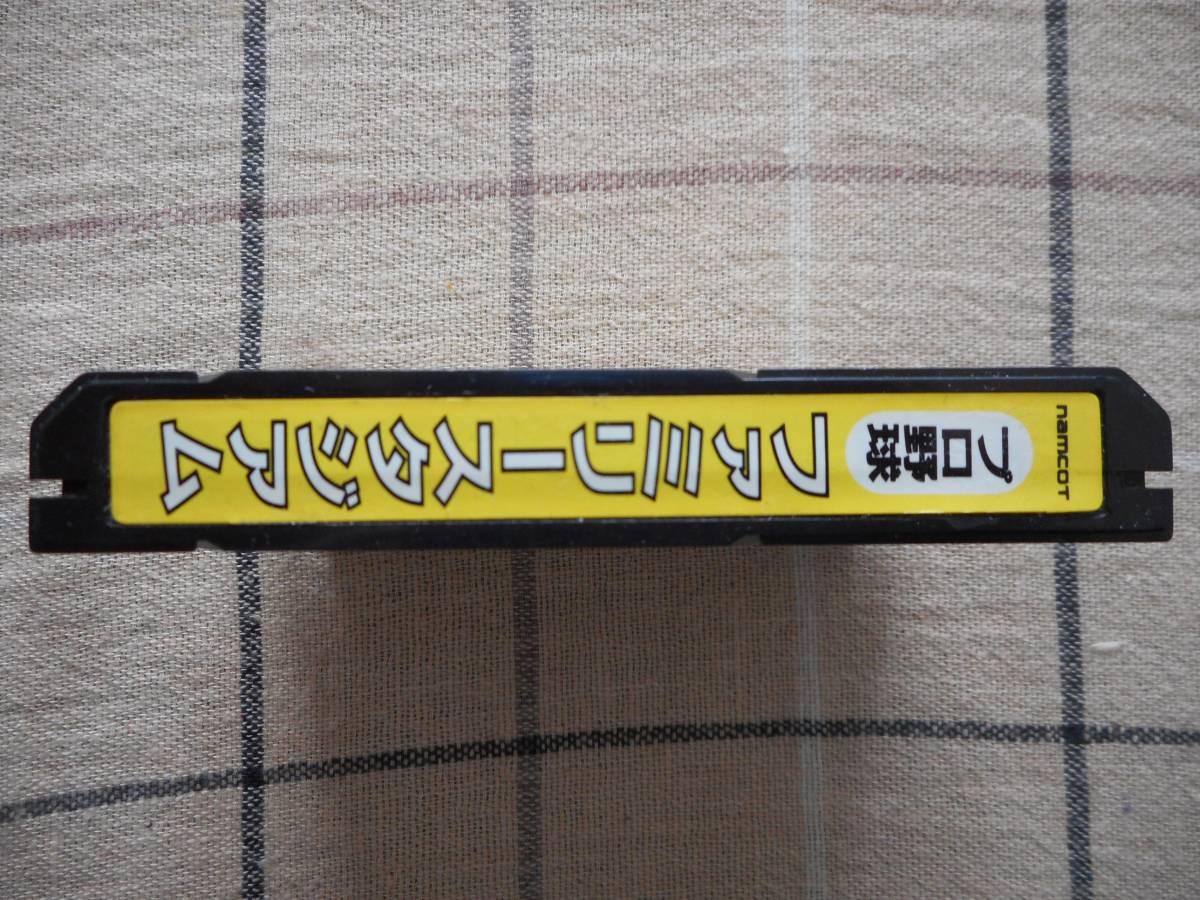 namcot
プロ
野球
ファミリースタジアム